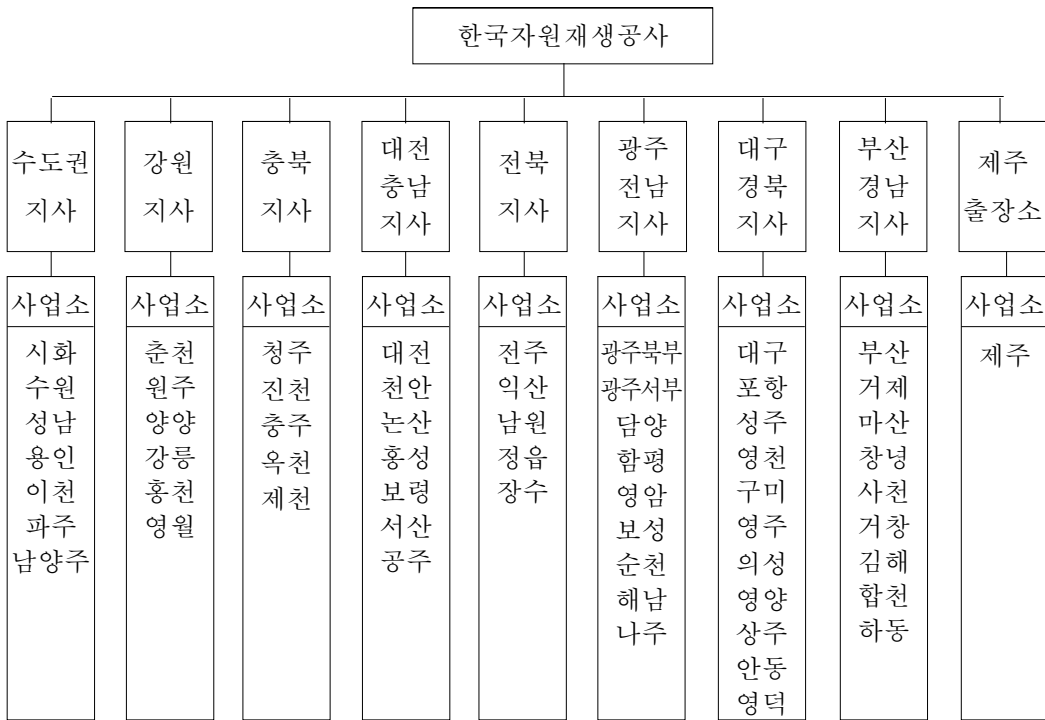 한국자원재생공사
수도권
지사
강원
지사
충북
지사
대전
충남
지사
전북
지사
광주
전남
지사
대구
경북
지사
부산
경남
지사
제주
출장소
사업소
시화
수원
성남
용인
이천
파주
남양주
사업소
춘천
원주
양양
강릉
홍천
영월
사업소
청주
진천
충주
옥천
제천
사업소
대전
천안
논산
홍성
보령
서산
공주
사업소
전주
익산
남원
정읍
장수
사업소
광주북부
광주서부
담양
함평
영암
보성
순천
해남
나주
사업소
대구
포항
성주
영천
구미
영주
의성
영양
상주
안동
영덕
사업소
부산
거제
마산
창녕
사천
거창
김해
합천
하동
사업소
제주